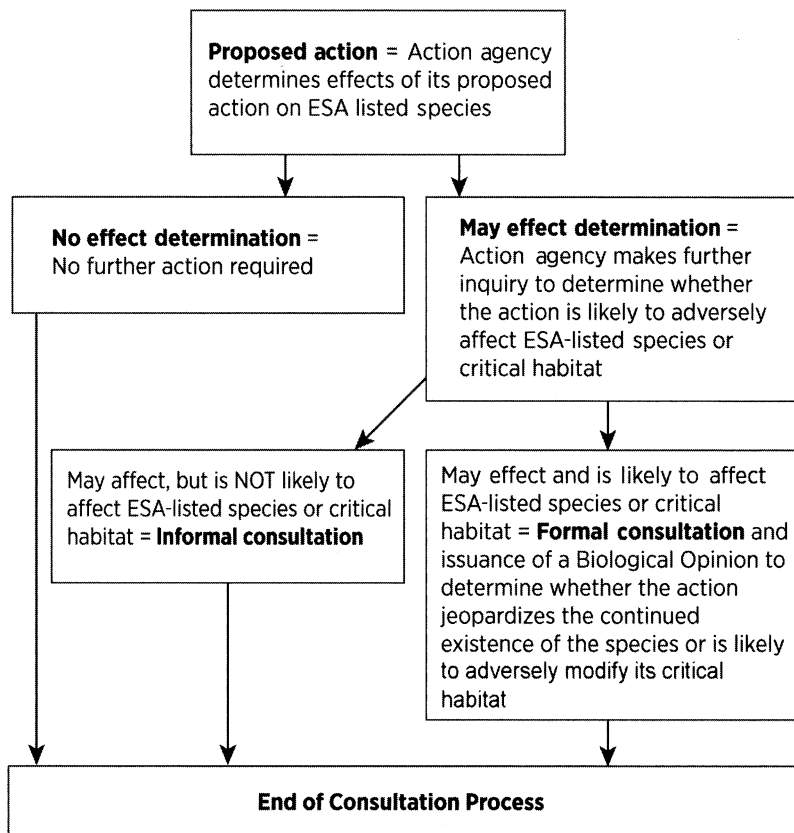 Proposed action = Action agency
determines effects of its proposed
action on ESA listed species
No effect determination =
No further action required
May effect determination =
Action agency makes further
inquiry to determine whether
the action is likely to adversely
affect ESA-listed species or
critical habitat
May affect, but is NOT likely to
affect ESA-listed species or critical
habitat = Informal consultation
May effect and is likely to affect
ESA-listed species or critical
habitat = Formal consultation and
issuance of a Biological Opinion to
determine whether the action
jeopardizes the continued
existence of the species or is likely
to adversely modify its critical
habitat
End of Consultation Process